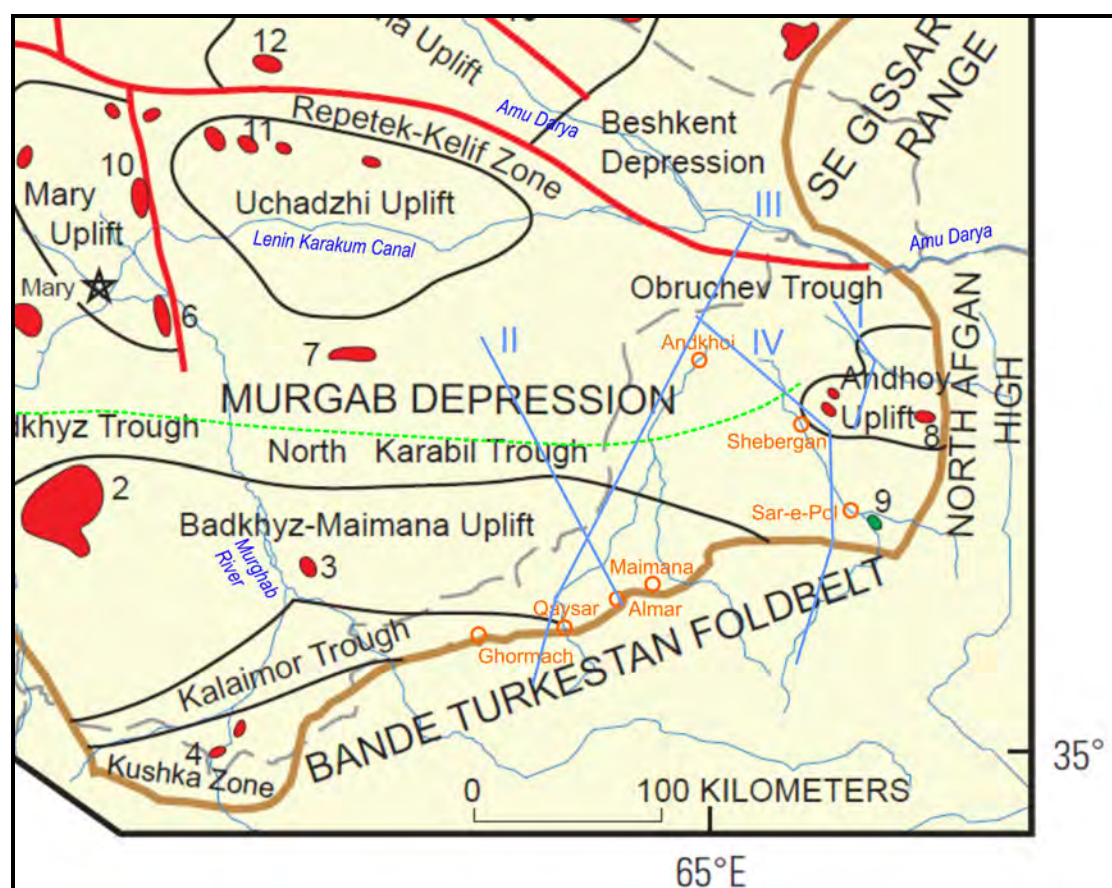 12
Uplift
SE GISSAR
RANGE
Amu Darya
Beshkent
Depression
Repetek-Kelif Zone
11
10
Mary
Uplift
Uchadzhi Uplift
Lenin Karakum Canal
III
Amu Darya
Mary
Obruchev Trough
I
6
II
IV
Andkhoi
7
NORTH AFGAN
HIGH
MURGAB DEPRESSION
Andhoy
Uplift
8
dkhyz Trough
North Karabil Trough
Shebergan
2
Badkhyz-Maimana Uplift
Sar-e-Pol
9
3
Murghab
River
Maimana
Qaysar
Almar
Ghormach
Kalaimor Trough
BANDE TURKESTAN FOLDBELT
4
Kushka Zone
35°
0
100 KILOMETERS
65°E